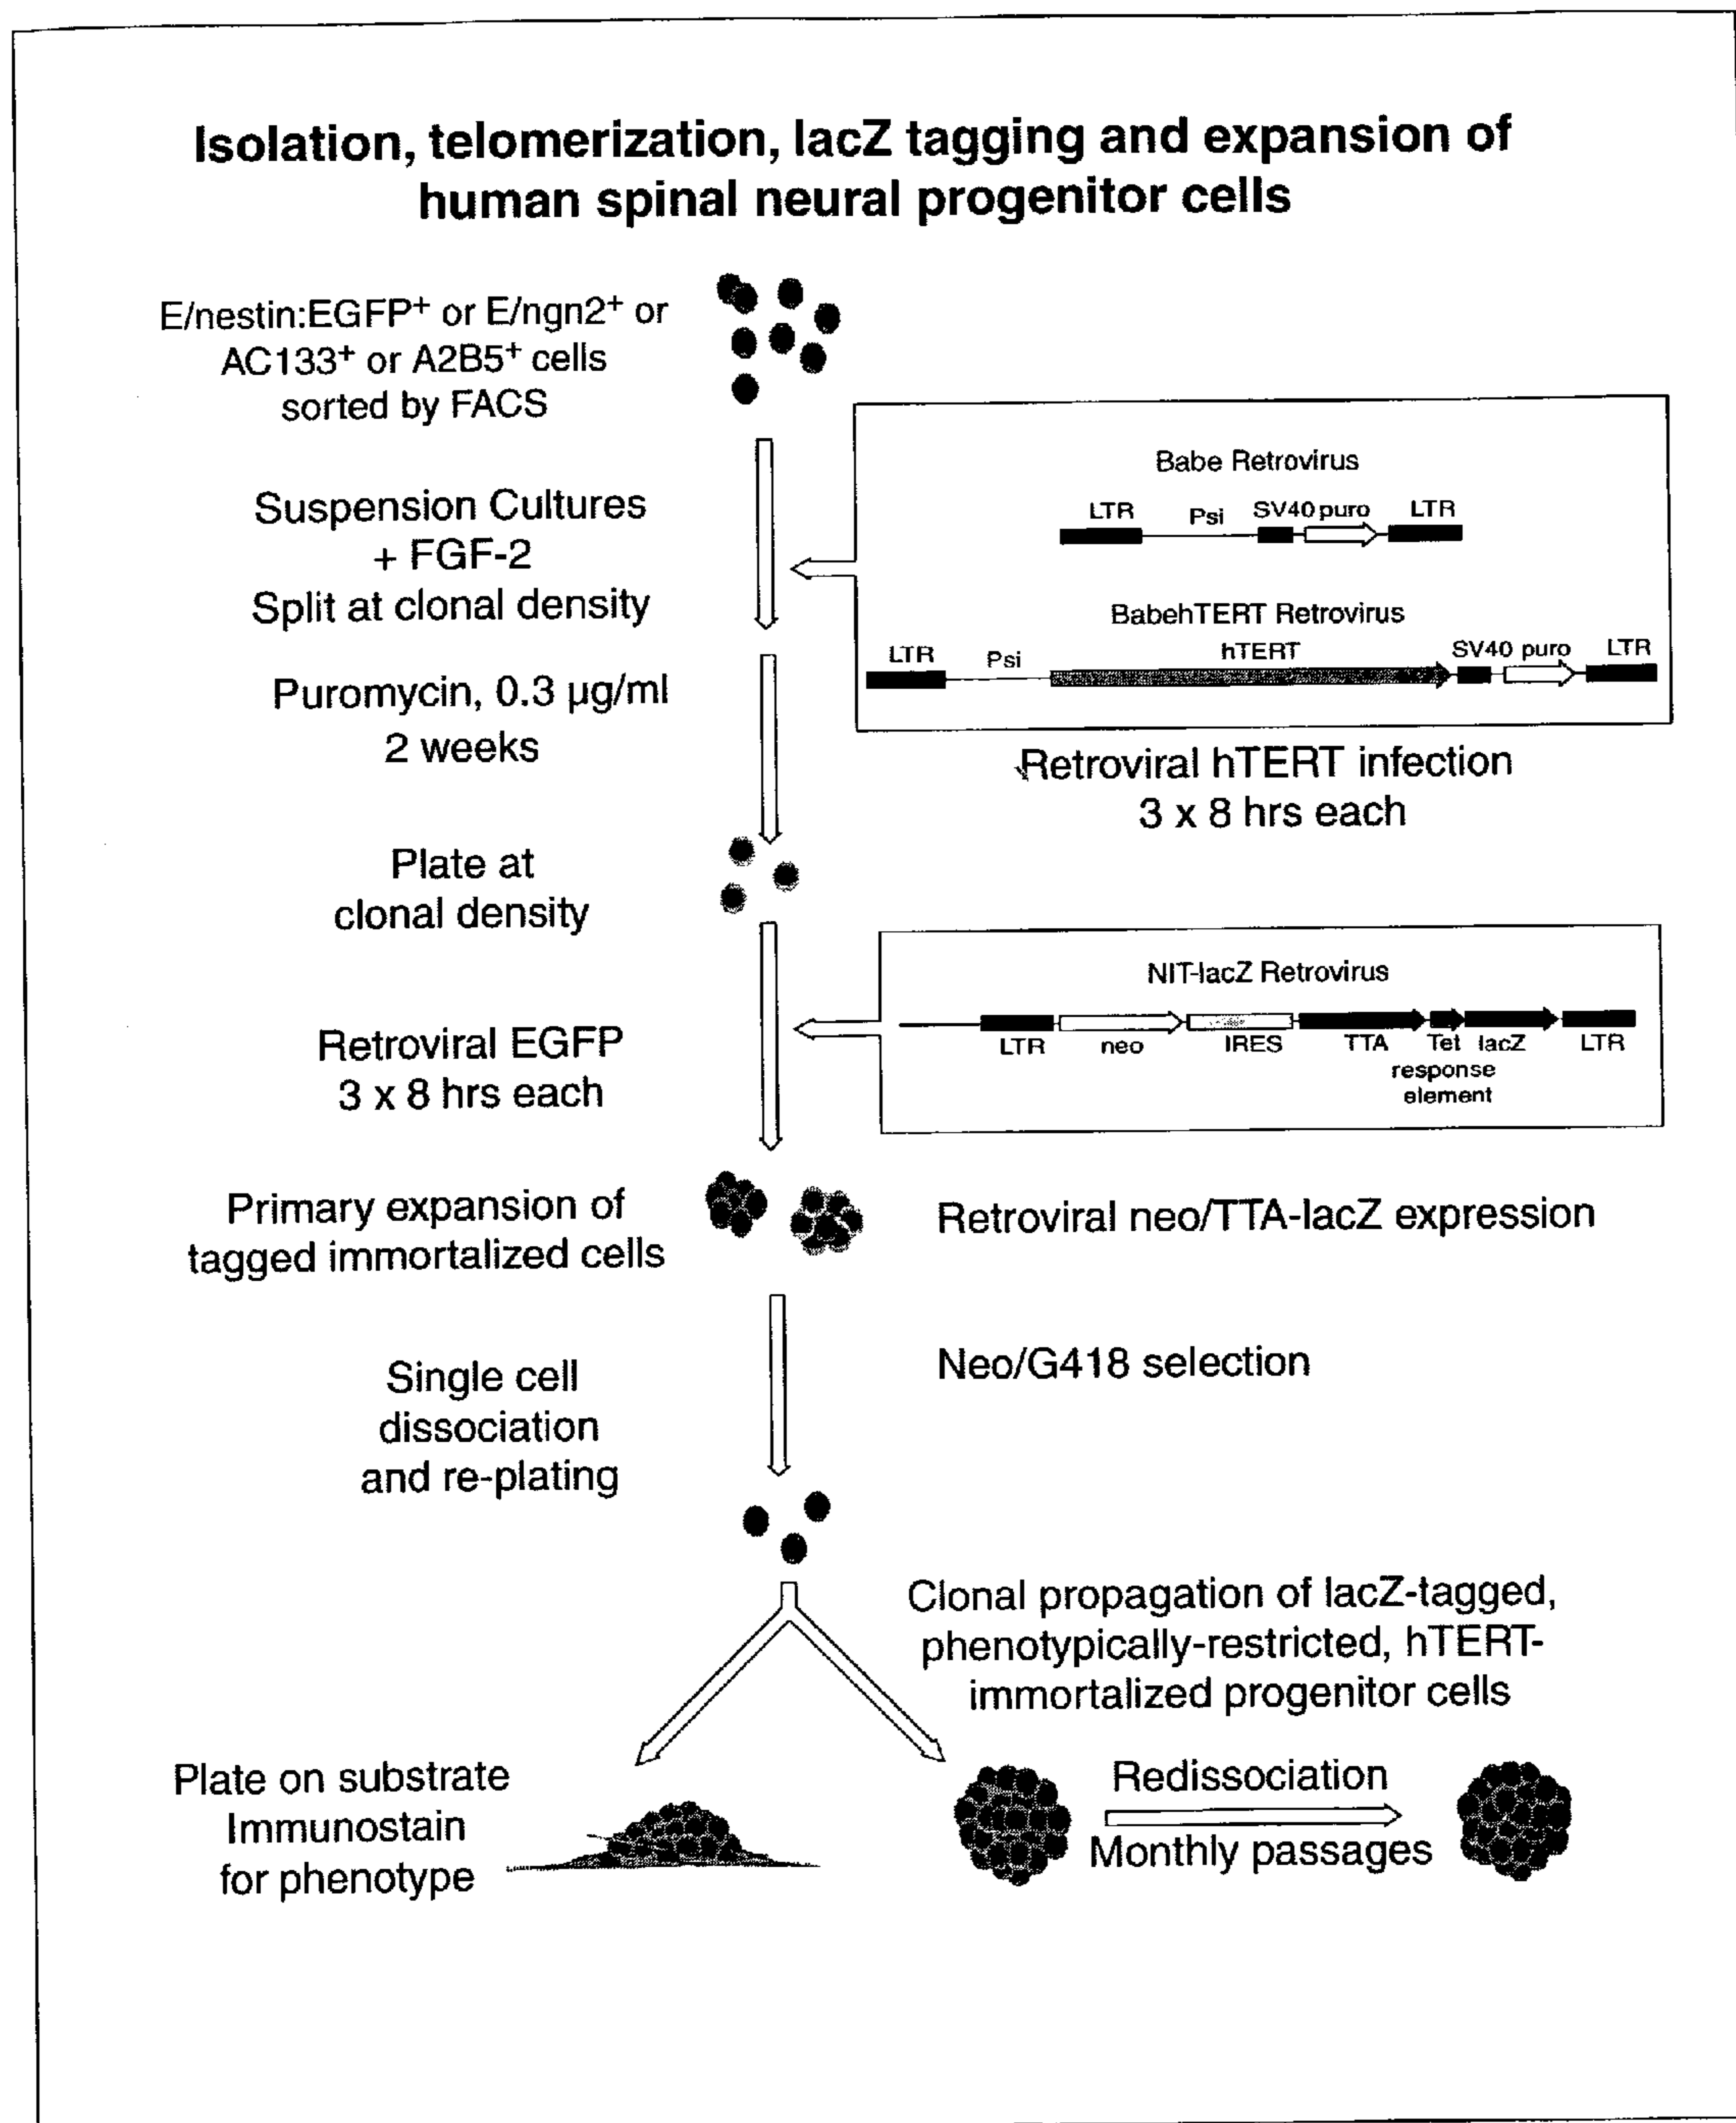 Isolation, telomerization, lacZ tagging and expansion of
human spinal neural progenitor cells
E/nestin:EGFP+ or E/ngn2+ or
AC133+ or A2B5+ cells
sorted by FACS
Suspension Cultures
+ FGF-2
Split at clonal density
Babe Retrovirus
LTR Psi SV40 puro LTR
BabehTERT Retrovirus
LTR Psi hTERT SV40 puro LTR
Puromycin, 0.3 µg/ml
2 weeks
Retroviral hTERT infection
3 x 8 hrs each
Plate at
clonal density
NIT-lacZ Retrovirus
LTR neo IRES TTA Tet lacZ LTR
response
element
Retroviral EGFP
3 x 8 hrs each
Primary expansion of
tagged immortalized cells
Retroviral neo/TTA-lacZ expression
Neo/G418 selection
Single cell
dissociation
and re-plating
Clonal propagation of lacZ-tagged,
phenotypically-restricted, hTERT-
immortalized progenitor cells
Plate on substrate
Immunostain
for phenotype
Redissociation
Monthly passages